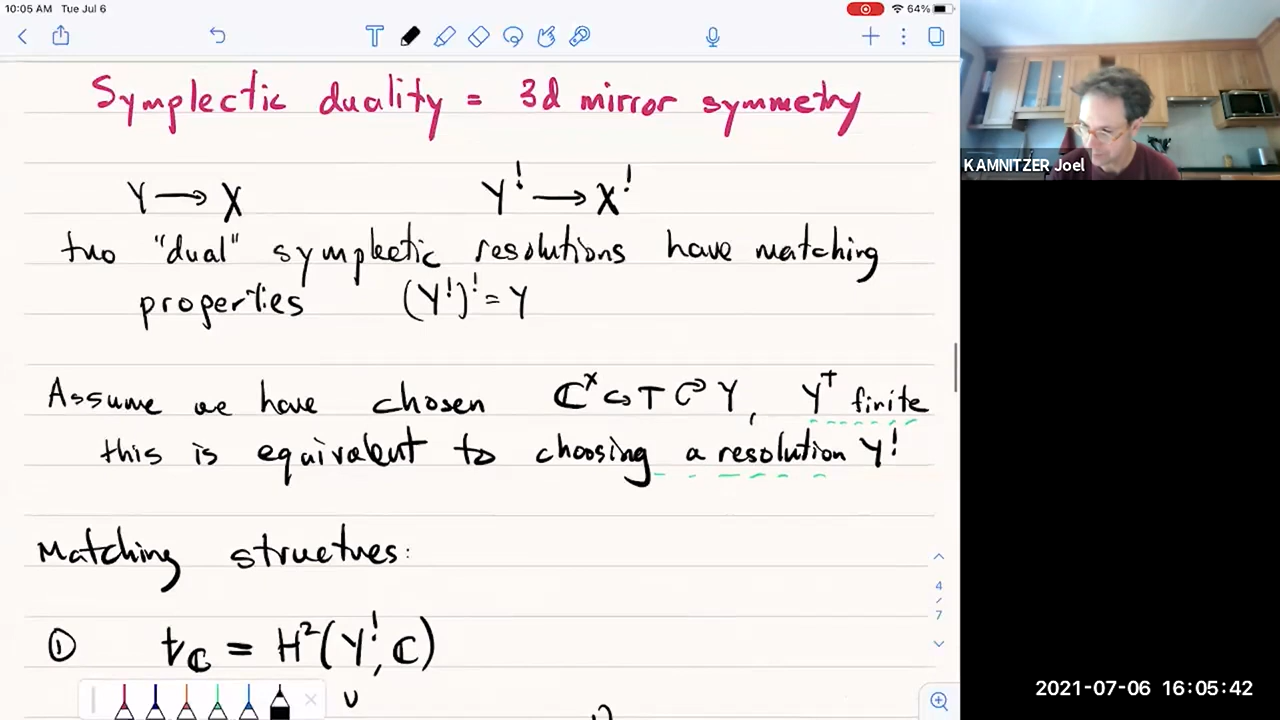 10:05 AM Tue Jul 6
64%
Symplectic duality = 3d mirror symmetry
KAMNITZER Joel
Y → X Y! → X!
two "dual" symplectic resolutions have matching
properties (Y!)! = Y
Assume we have chosen ℂ^× ↪ T ↻ Y, Y^T finite
this is equivalent to choosing a resolution Y!
Matching structures:
① t_ℂ = H²(Y!, ℂ)
4
/
7
2021-07-06 16:05:42